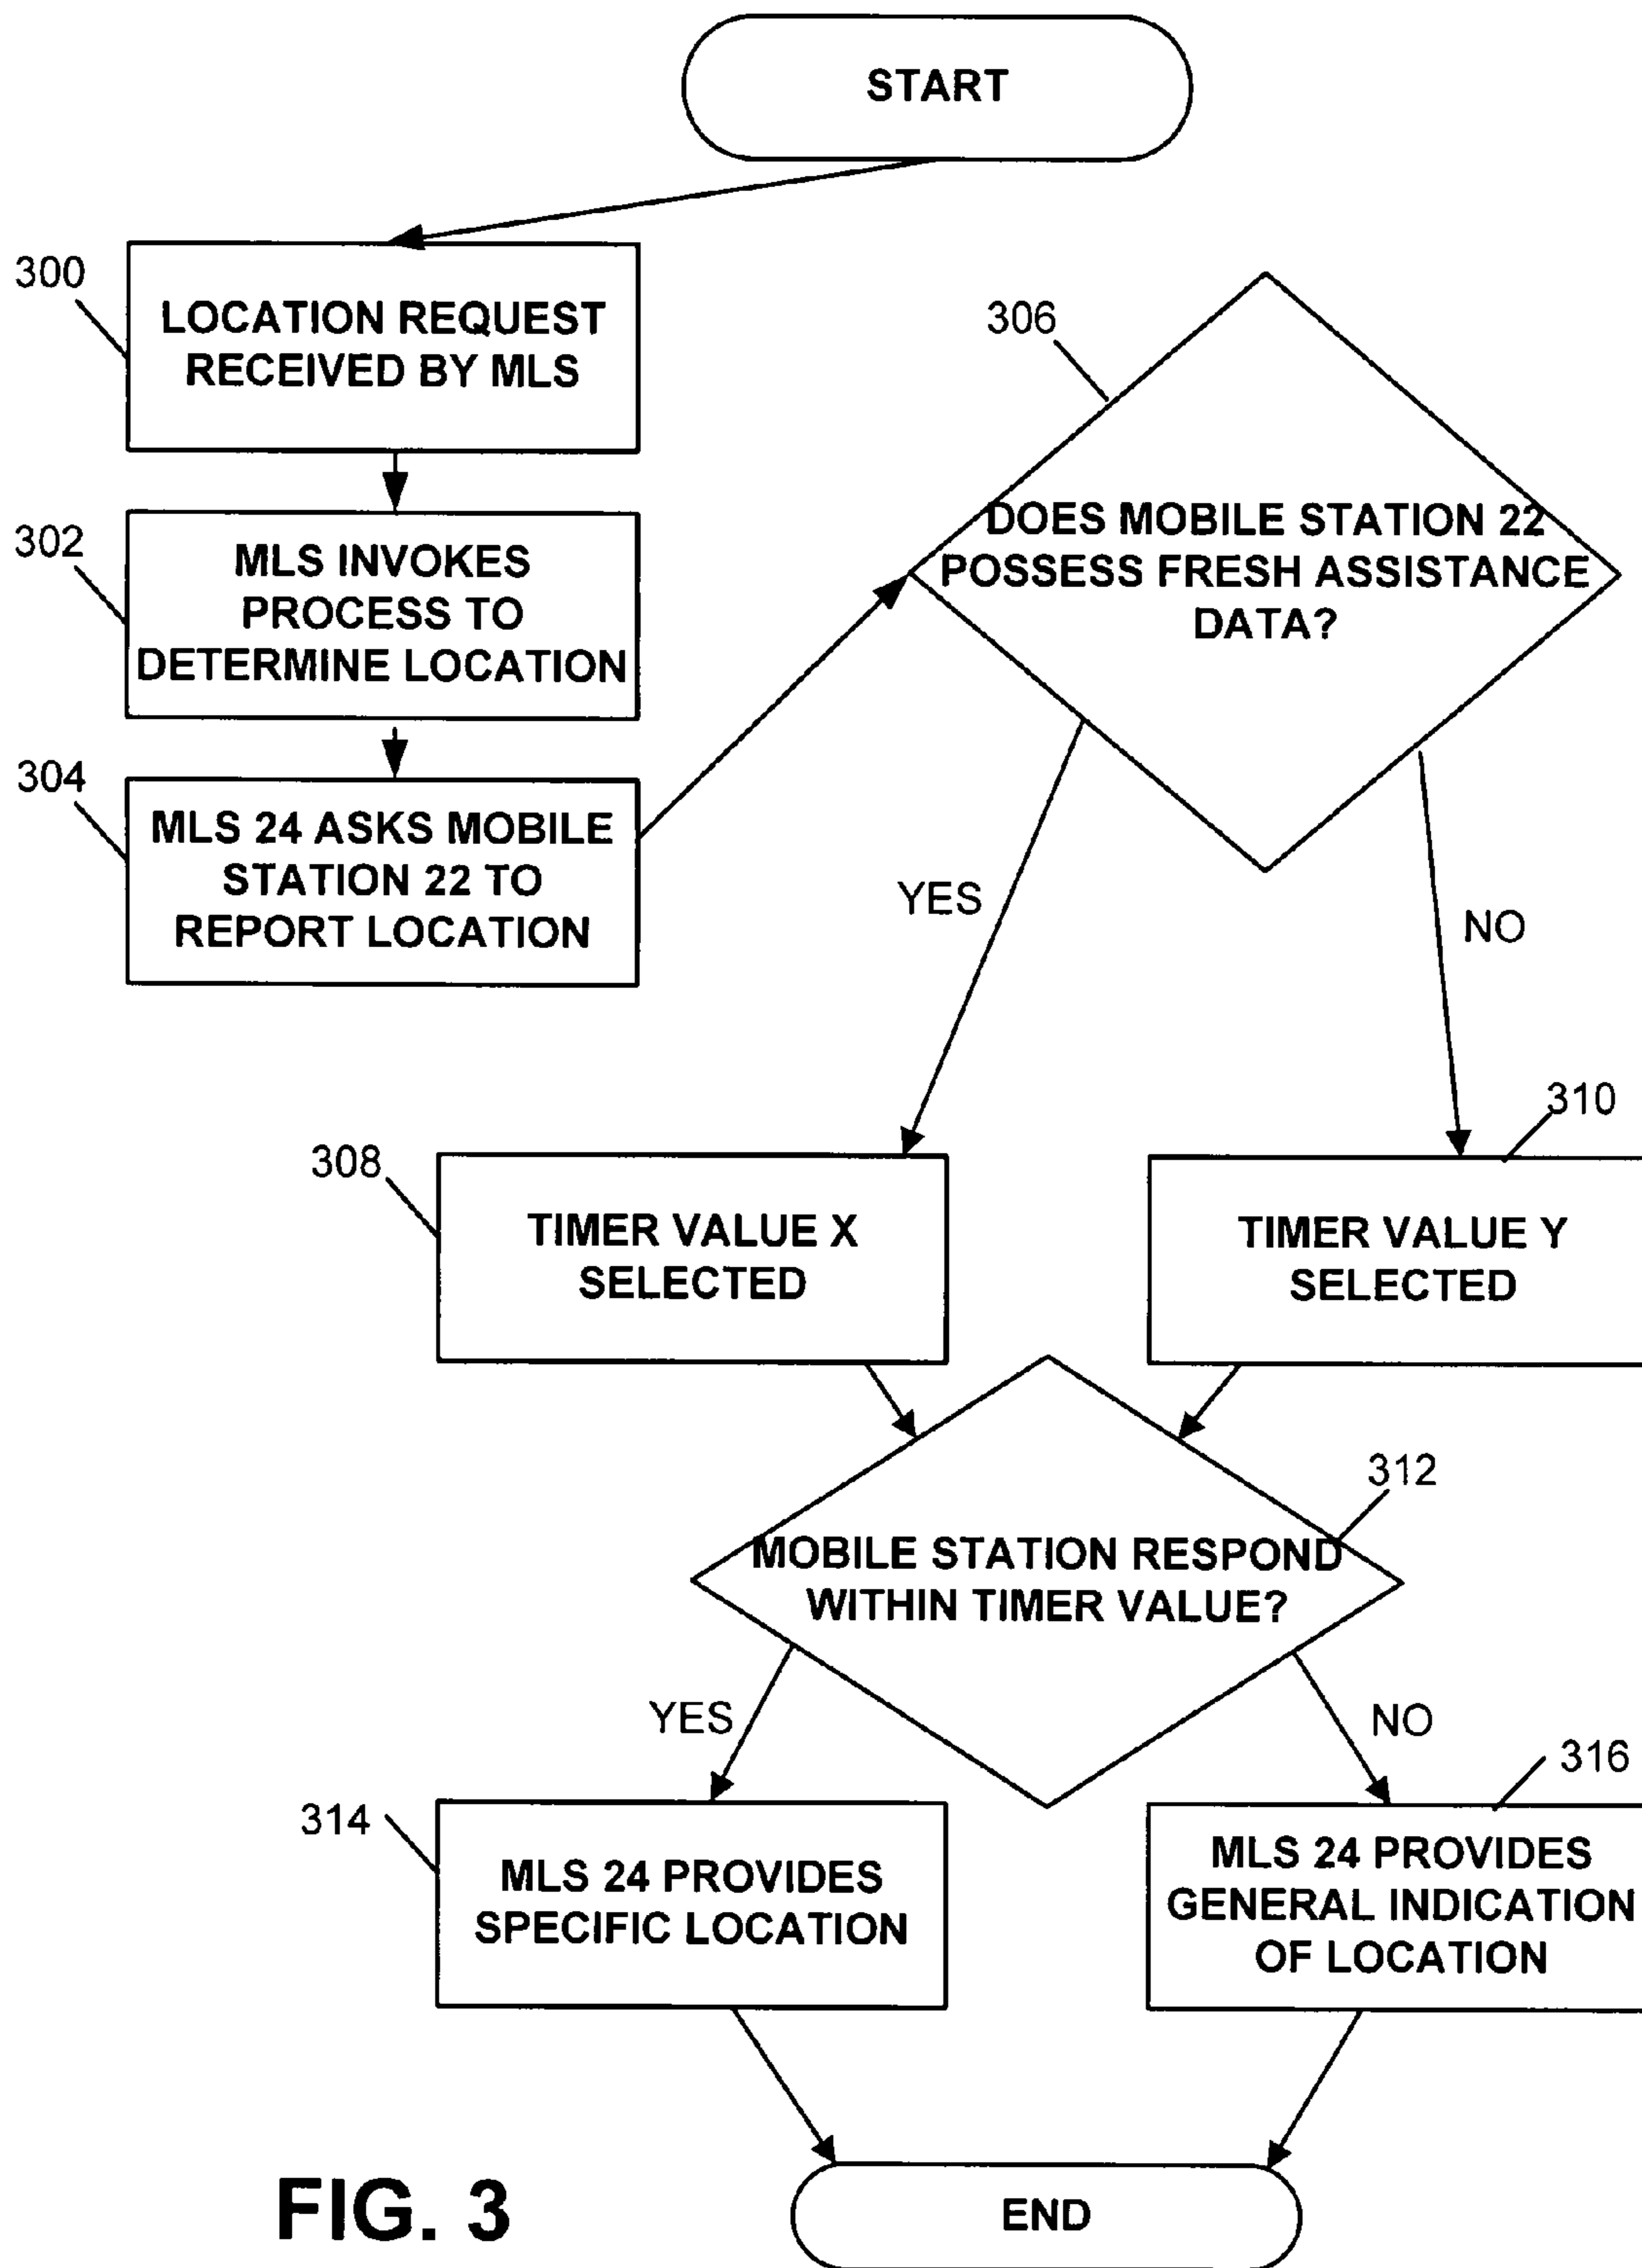 START
300
LOCATION REQUEST
RECEIVED BY MLS
302
MLS INVOKES
PROCESS TO
DETERMINE LOCATION
304
MLS 24 ASKS MOBILE
STATION 22 TO
REPORT LOCATION
306
DOES MOBILE STATION 22
POSSESS FRESH ASSISTANCE
DATA?
YES
NO
308
TIMER VALUE X
SELECTED
310
TIMER VALUE Y
SELECTED
312
MOBILE STATION RESPOND
WITHIN TIMER VALUE?
YES
NO
314
MLS 24 PROVIDES
SPECIFIC LOCATION
316
MLS 24 PROVIDES
GENERAL INDICATION
OF LOCATION
END
FIG. 3